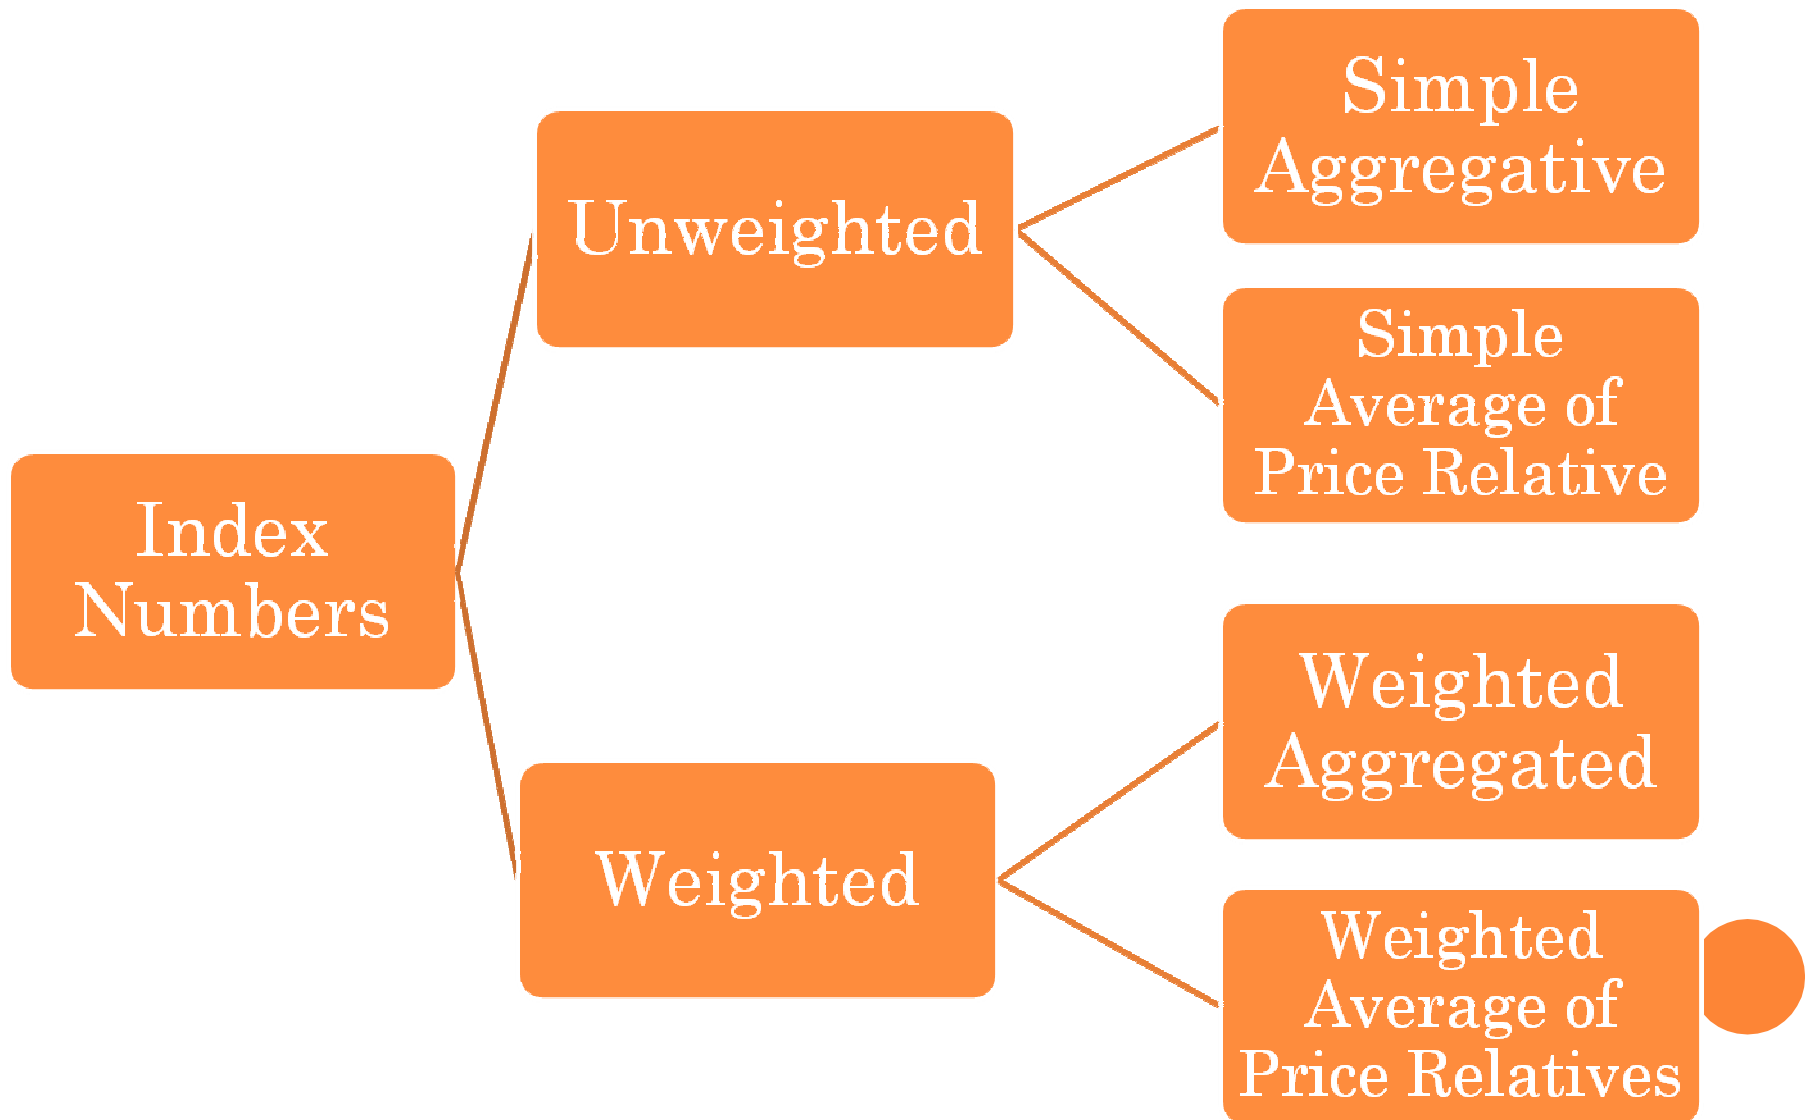 Index
Numbers
Unweighted
Simple
Aggregative
Simple
Average of
Price Relative
Weighted
Weighted
Aggregated
Weighted
Average of
Price Relatives